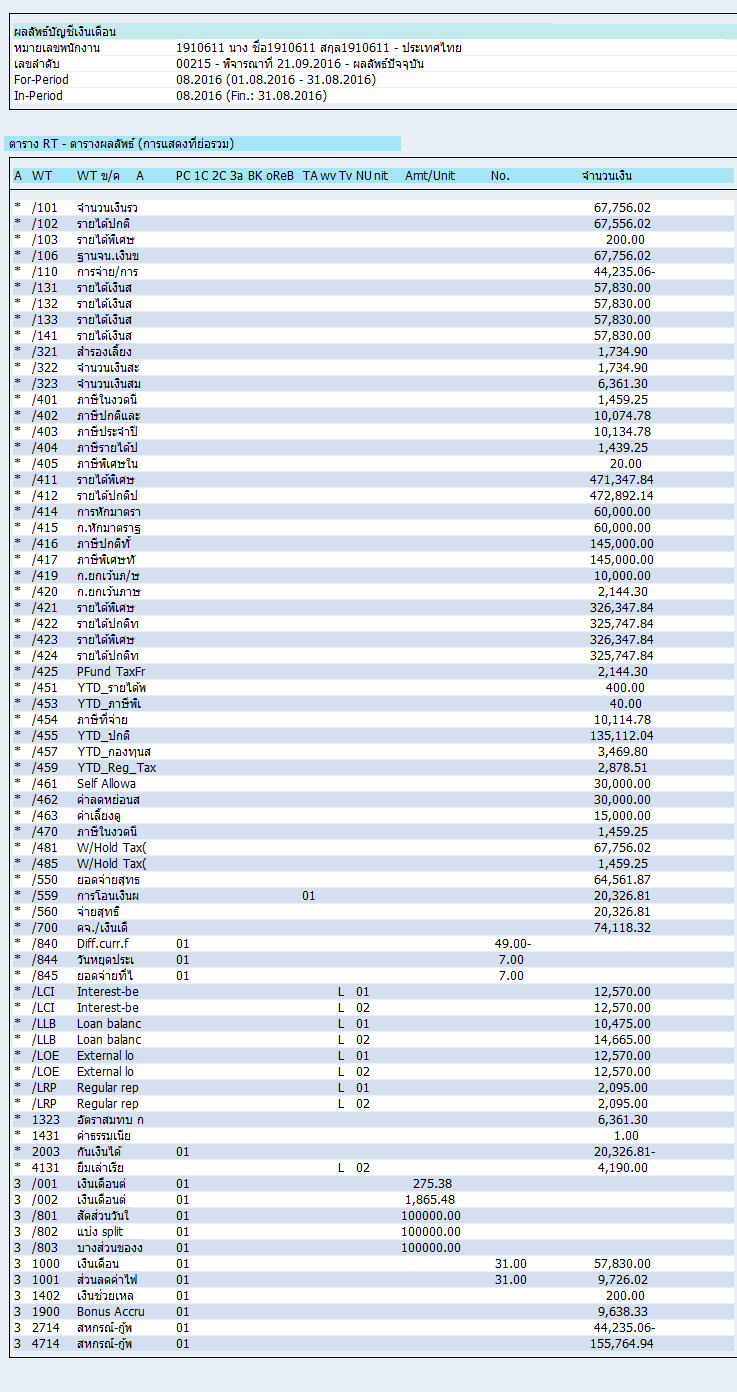 ผลลัพธ์บัญชีเงินเดือน
หมายเลขพนักงาน 1910611 นาง ชื่อ1910611 สกุล1910611 - ประเทศไทย
เลขลำดับ 00215 - พิจารณาที่ 21.09.2016 - ผลลัพธ์ปัจจุบัน
For-Period 08.2016 (01.08.2016 - 31.08.2016)
In-Period 08.2016 (Fin.: 31.08.2016)
ตาราง RT - ตารางผลลัพธ์ (การแสดงที่ย่อรวม)
A WT WT ข/ค A PC 1C 2C 3a BK oReB TA wv Tv NU nit Amt/Unit No. จำนวนเงิน
* /101 จำนวนเงินรว 67,756.02
* /102 รายได้ปกติ 67,556.02
* /103 รายได้พิเศษ 200.00
* /106 ฐานจน.เงินข 67,756.02
* /110 การจ่าย/การ 44,235.06-
* /131 รายได้เงินส 57,830.00
* /132 รายได้เงินส 57,830.00
* /133 รายได้เงินส 57,830.00
* /141 รายได้เงินส 57,830.00
* /321 สำรองเลี้ยง 1,734.90
* /322 จำนวนเงินสะ 1,734.90
* /323 จำนวนเงินสม 6,361.30
* /401 ภาษีในงวดนี้ 1,459.25
* /402 ภาษีปกติและ 10,074.78
* /403 ภาษีประจำปี 10,134.78
* /404 ภาษีรายได้ป 1,439.25
* /405 ภาษีพิเศษใน 20.00
* /411 รายได้พิเศษ 471,347.84
* /412 รายได้ปกติป 472,892.14
* /414 การหักมาตรา 60,000.00
* /415 ก.หักมาตราฐ 60,000.00
* /416 ภาษีปกติทั้ 145,000.00
* /417 ภาษีพิเศษทั 145,000.00
* /419 ก.ยกเว้นภ/ษ 10,000.00
* /420 ก.ยกเว้นภาษ 2,144.30
* /421 รายได้พิเศษ 326,347.84
* /422 รายได้ปกติท 325,747.84
* /423 รายได้พิเศษ 326,347.84
* /424 รายได้ปกติท 325,747.84
* /425 PFund TaxFr 2,144.30
* /451 YTD_รายได้พ 400.00
* /453 YTD_ภาษีพิเ 40.00
* /454 ภาษีที่จ่าย 10,114.78
* /455 YTD_ปกติ 135,112.04
* /457 YTD_กองทุนส 3,469.80
* /459 YTD_Reg_Tax 2,878.51
* /461 Self Allowa 30,000.00
* /462 ค่าลดหย่อนส 30,000.00
* /463 ค่าเลี้ยงดู 15,000.00
* /470 ภาษีในงวดนี้ 1,459.25
* /481 W/Hold Tax( 67,756.02
* /485 W/Hold Tax( 1,459.25
* /550 ยอดจ่ายสุทธ 64,561.87
* /559 การโอนเงินผ 01 20,326.81
* /560 จ่ายสุทธิ 20,326.81
* /700 คจ./เงินเดื 74,118.32
* /840 Diff.curr.f 01 49.00-
* /844 วันหยุดประเ 01 7.00
* /845 ยอดจ่ายที่ไ 01 7.00
* /LCI Interest-be L 01 12,570.00
* /LCI Interest-be L 02 12,570.00
* /LLB Loan balanc L 01 10,475.00
* /LLB Loan balanc L 02 14,665.00
* /LOE External lo L 01 12,570.00
* /LOE External lo L 02 12,570.00
* /LRP Regular rep L 01 2,095.00
* /LRP Regular rep L 02 2,095.00
* 1323 อัตราสมทบ ก 6,361.30
* 1431 ค่าธรรมเนีย 1.00
* 2003 กันเงินได้ 01 20,326.81-
* 4131 ยืมเล่าเรีย L 02 4,190.00
3 /001 เงินเดือนต่ 01 275.38
3 /002 เงินเดือนต่ 01 1,865.48
3 /801 สัดส่วนวันใ 01 100000.00
3 /802 แบ่ง split 01 100000.00
3 /803 บางส่วนของง 01 100000.00
3 1000 เงินเดือน 01 31.00 57,830.00
3 1001 ส่วนลดค่าไฟ 01 31.00 9,726.02
3 1402 เงินช่วยเหล 01 200.00
3 1900 Bonus Accru 01 9,638.33
3 2714 สหกรณ์-กู้พ 01 44,235.06-
3 4714 สหกรณ์-กู้พ 01 155,764.94